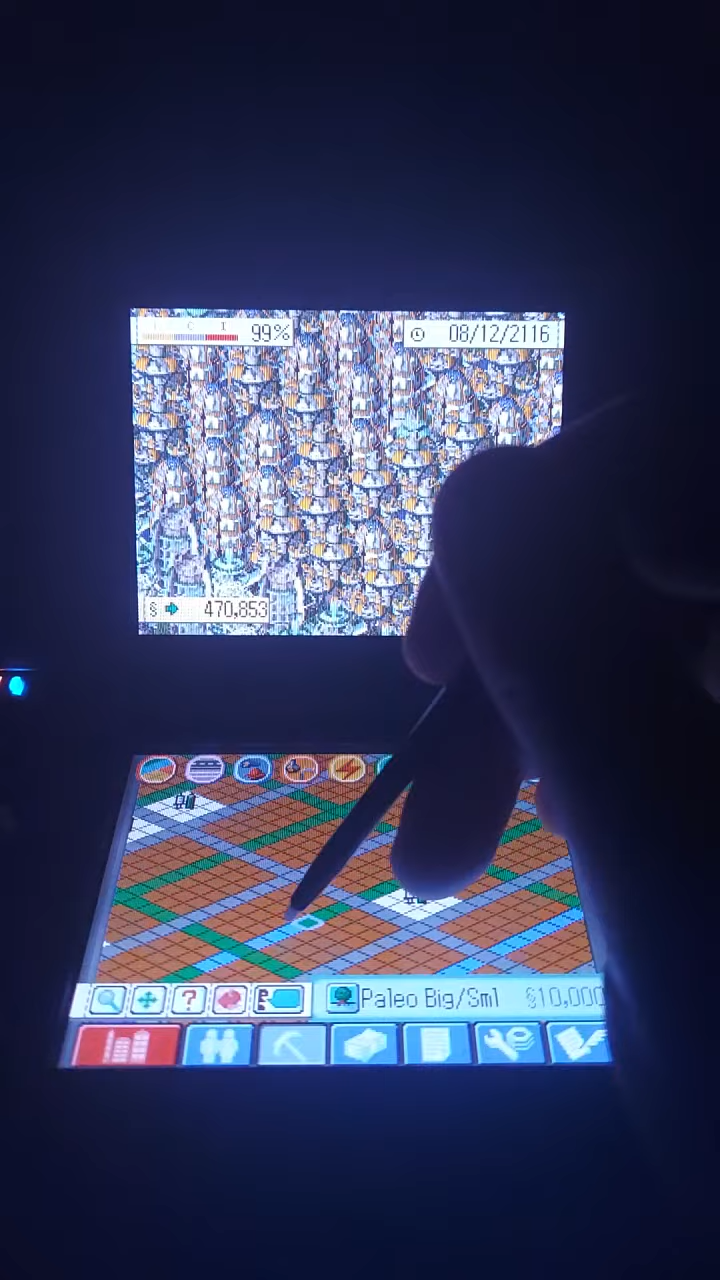 C I 99%
08/12/2116
§ 470,853
?
Paleo Big/Sml §10,000